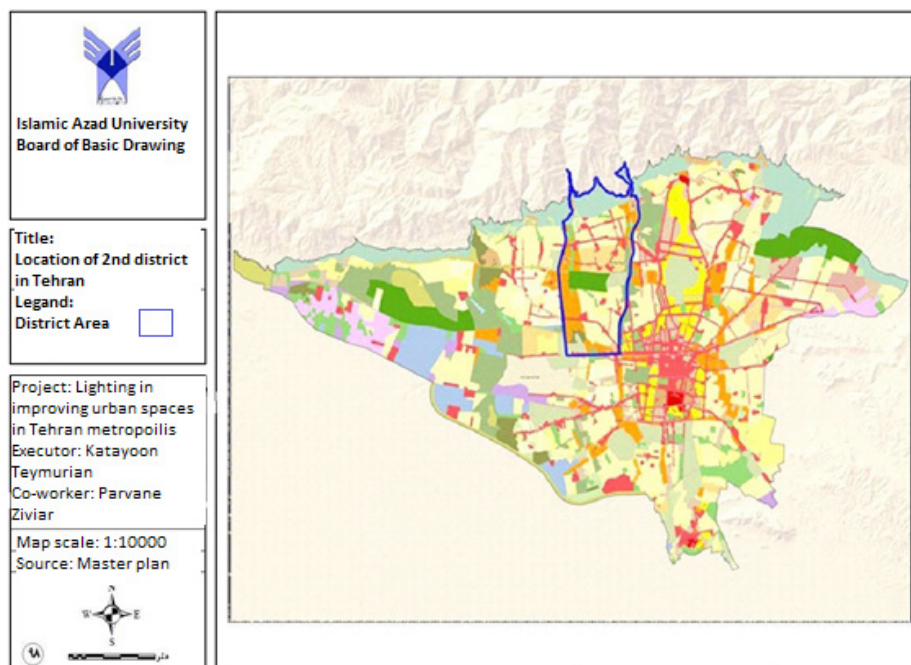 Islamic Azad University
Board of Basic Drawing
Title:
Location of 2nd district
in Tehran
Legand:
District Area
Project: Lighting in
improving urban spaces
in Tehran metropoilis
Executor: Katayoon
Teymurian
Co-worker: Parvane
Ziviar
Map scale: 1:10000
Source: Master plan
N
W E
S
متر